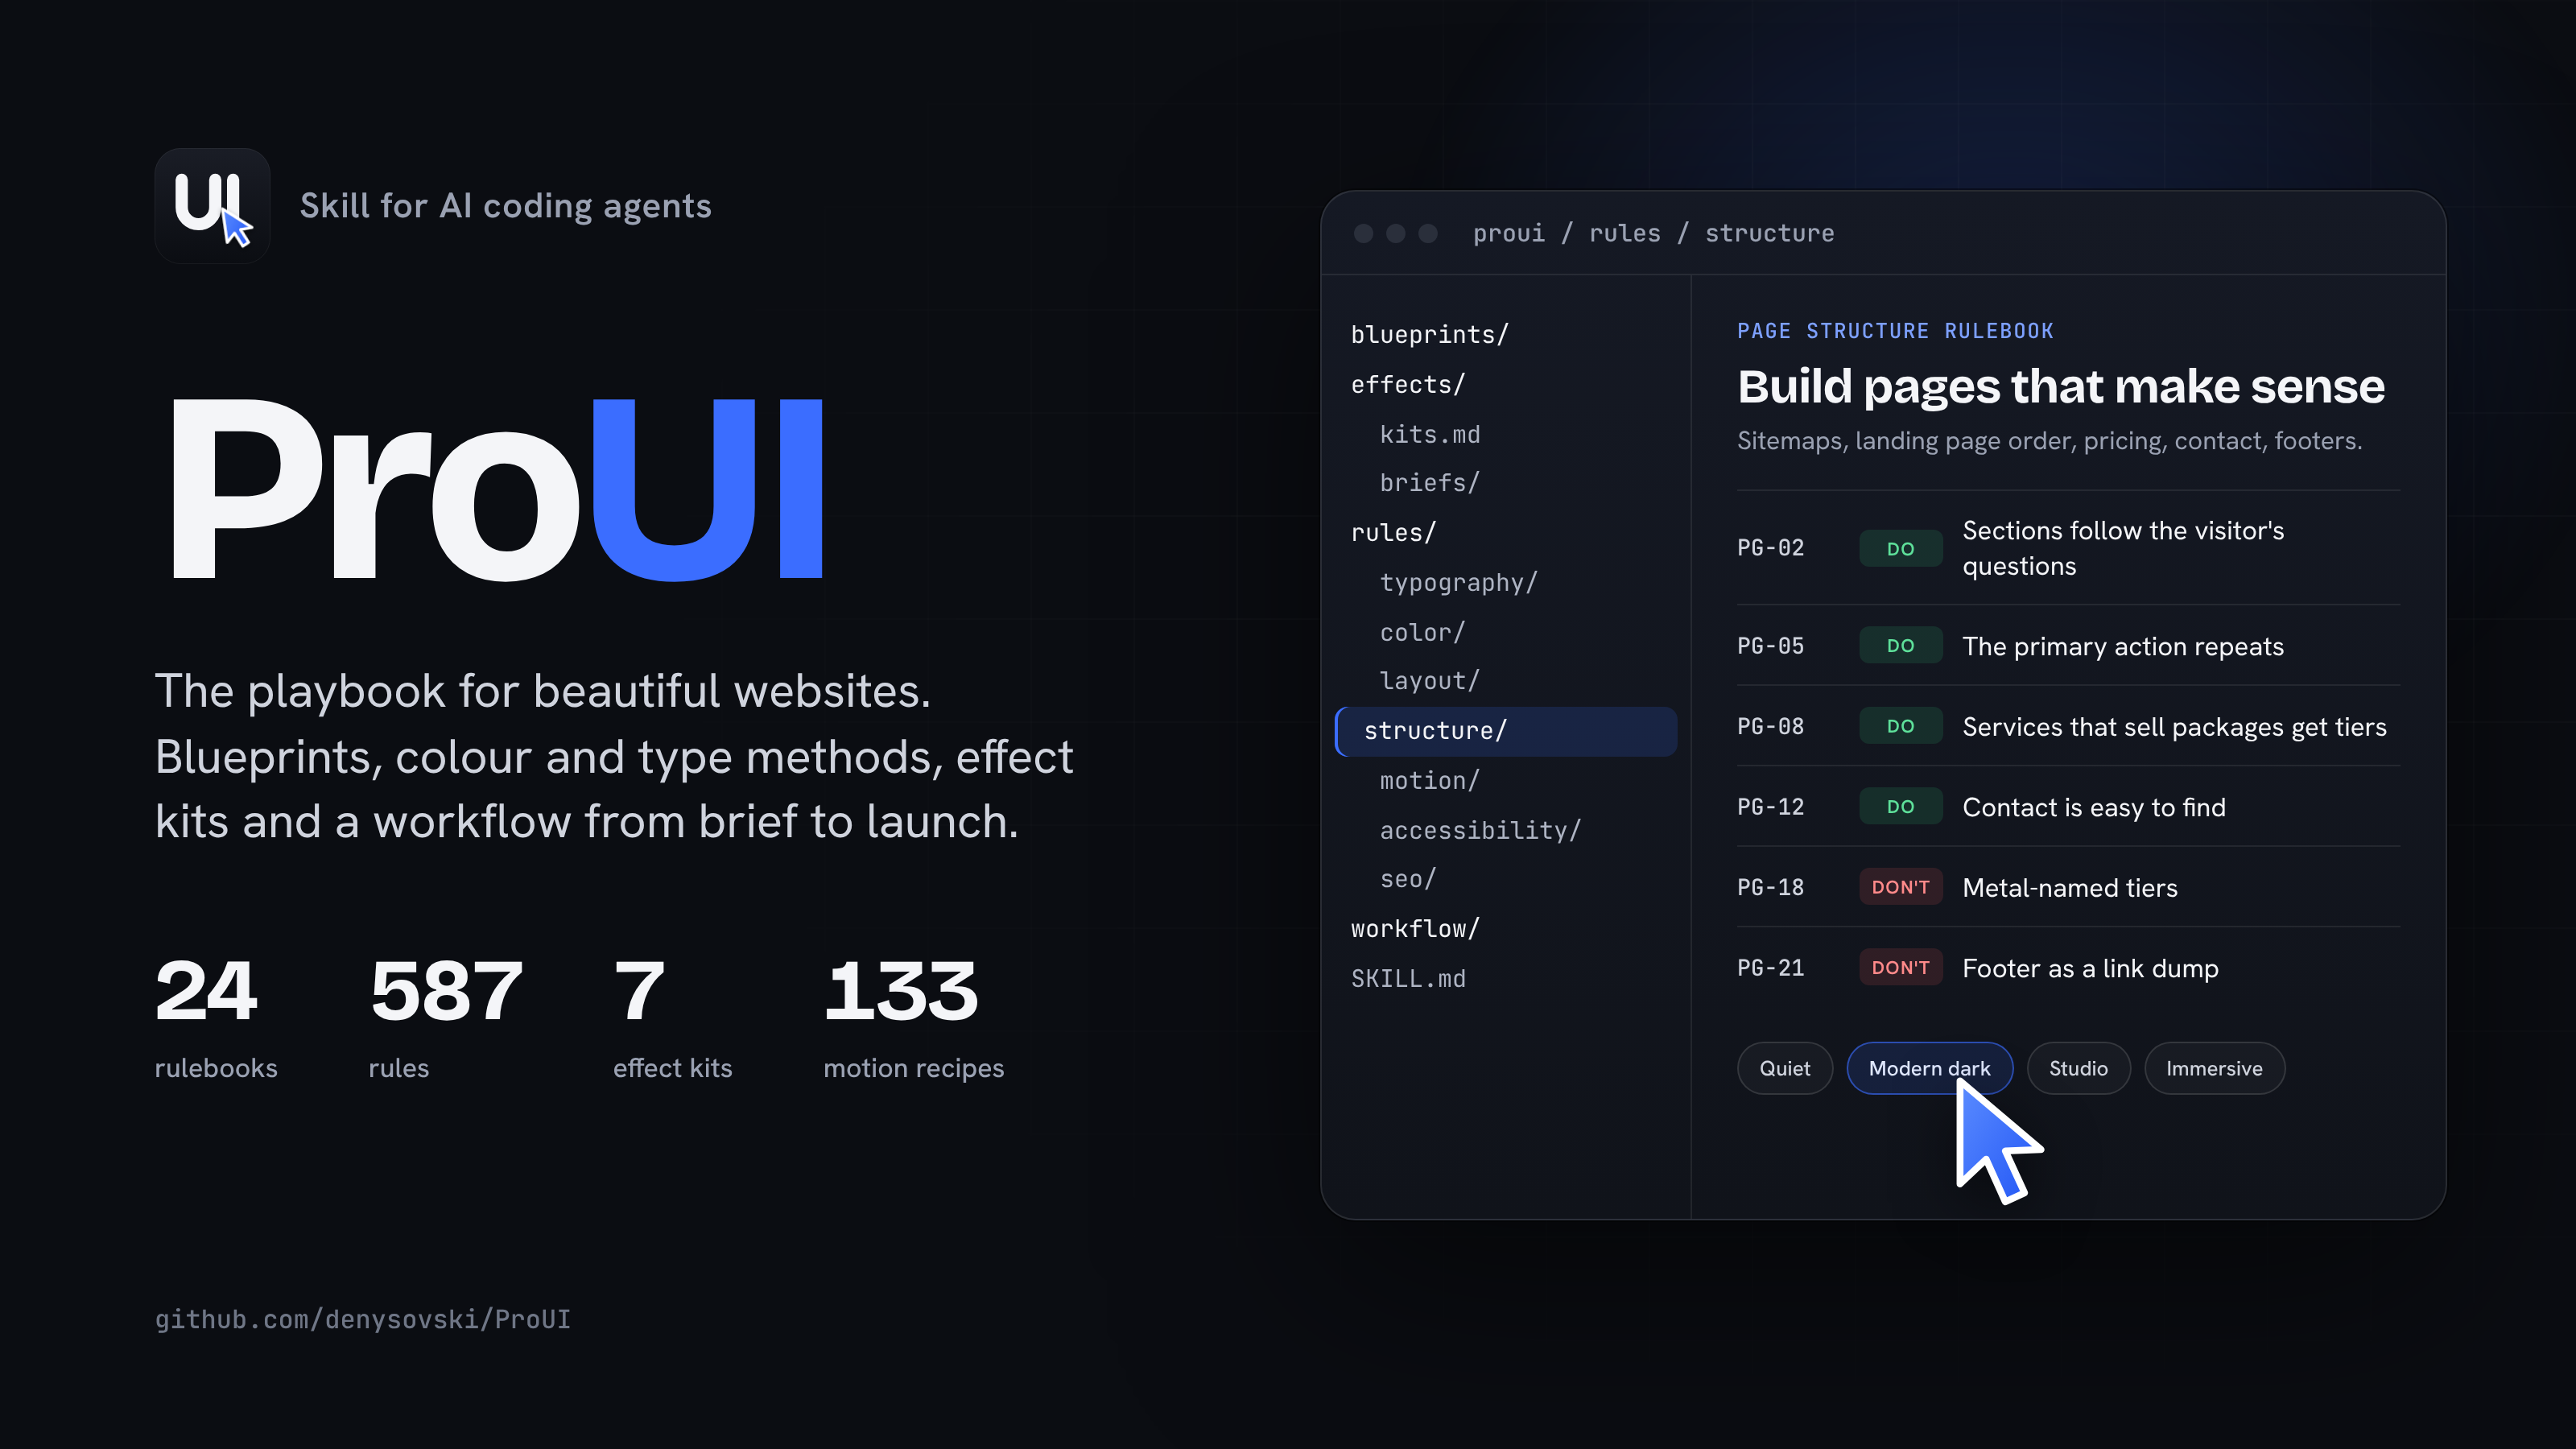 UI
Skill for AI coding agents
ProUI
The playbook for beautiful websites.
Blueprints, colour and type methods, effect
kits and a workflow from brief to launch.
24
rulebooks
587
rules
7
effect kits
133
motion recipes
github.com/denysovski/ProUI
proui / rules / structure
blueprints/
effects/
kits.md
briefs/
rules/
typography/
color/
layout/
structure/
motion/
accessibility/
seo/
workflow/
SKILL.md
PAGE STRUCTURE RULEBOOK
Build pages that make sense
Sitemaps, landing page order, pricing, contact, footers.
PG-02 DO Sections follow the visitor's
questions
PG-05 DO The primary action repeats
PG-08 DO Services that sell packages get tiers
PG-12 DO Contact is easy to find
PG-18 DON'T Metal-named tiers
PG-21 DON'T Footer as a link dump
Quiet Modern dark Studio Immersive